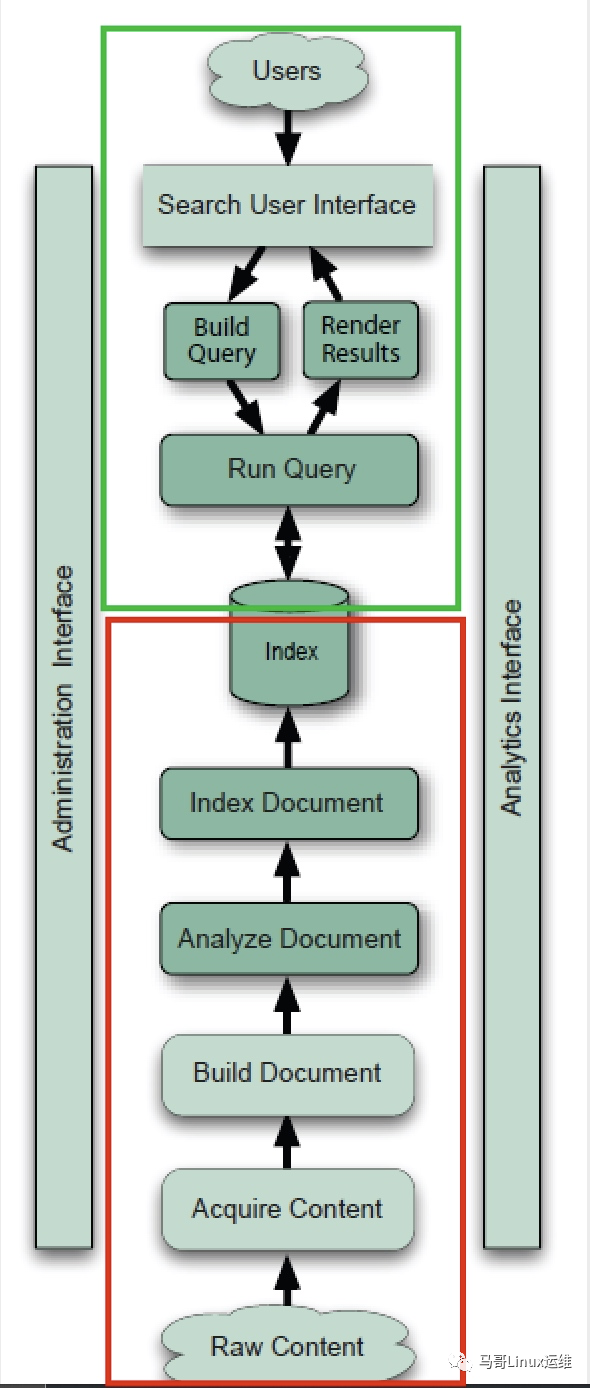 Users
Search User Interface
Build
Query
Render
Results
Run Query
Index
Index Document
Analyze Document
Build Document
Acquire Content
Raw Content
Administration Interface
Analytics Interface
马哥Linux运维